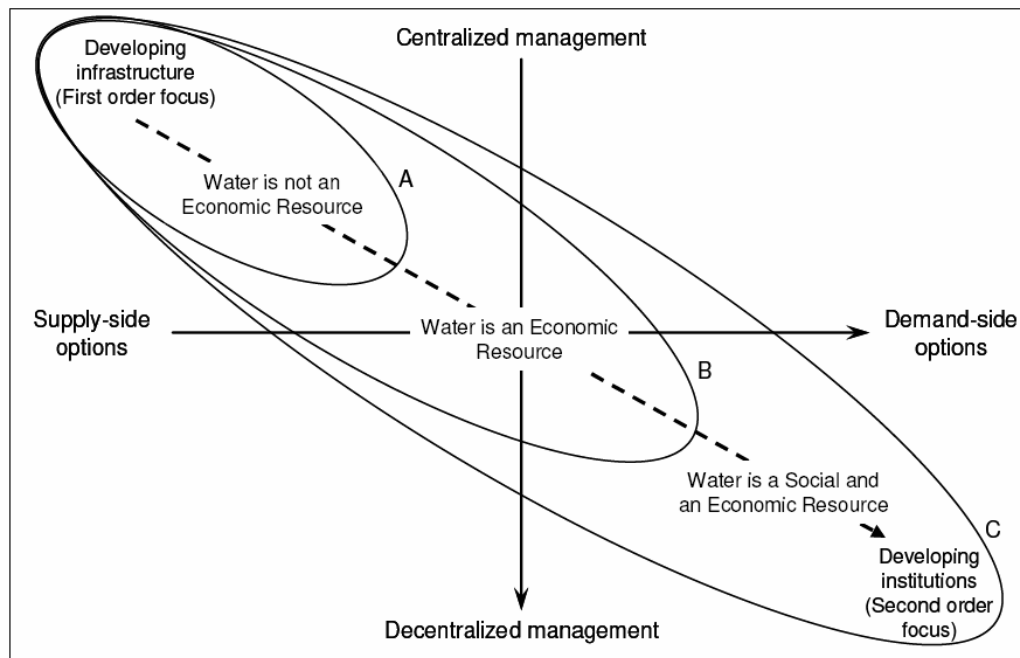 Centralized management
Developing
infrastructure
(First order focus)
A
Water is not an
Economic Resource
Supply-side
options
Water is an Economic
Resource
Demand-side
options
B
Water is a Social and
an Economic Resource
C
Developing
institutions
(Second order
focus)
Decentralized management